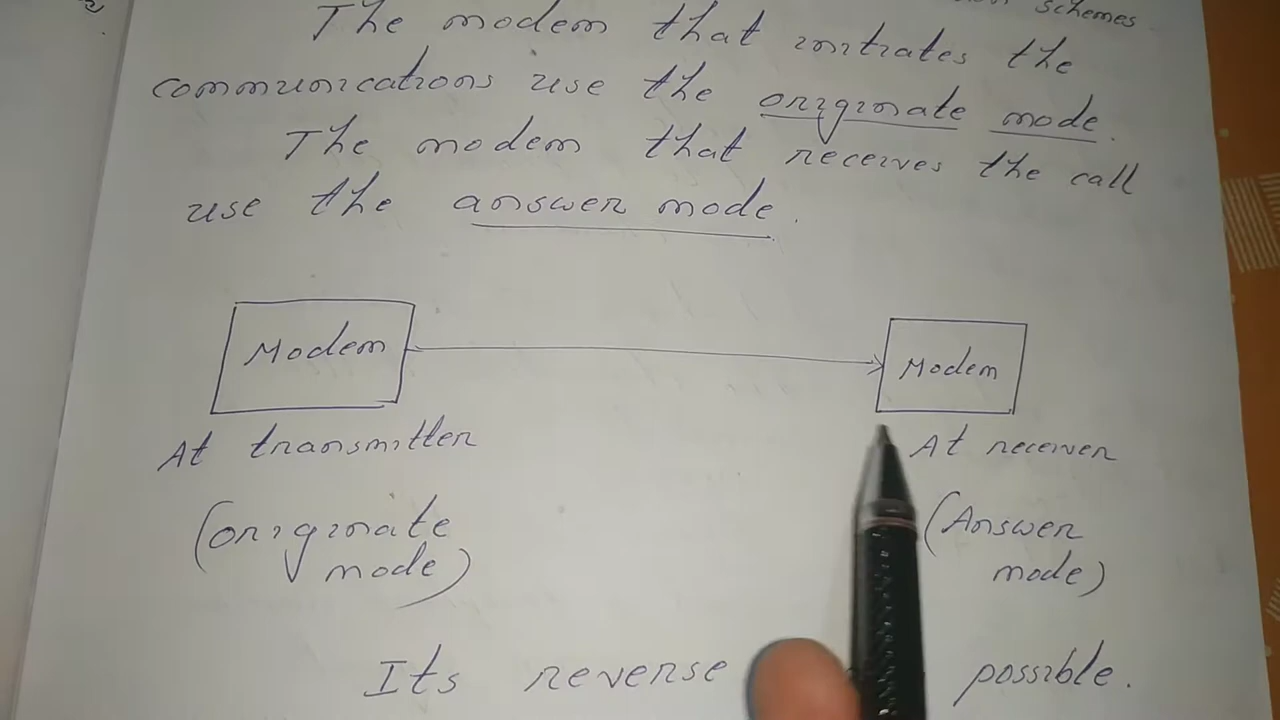 schemes
The modem that initiates the
communications use the originate mode.
The modem that receives the call
use the answer mode.
Modem
Modem
At transmitter
At receiver
(originate
mode)
(Answer
mode)
Its reverse possible.